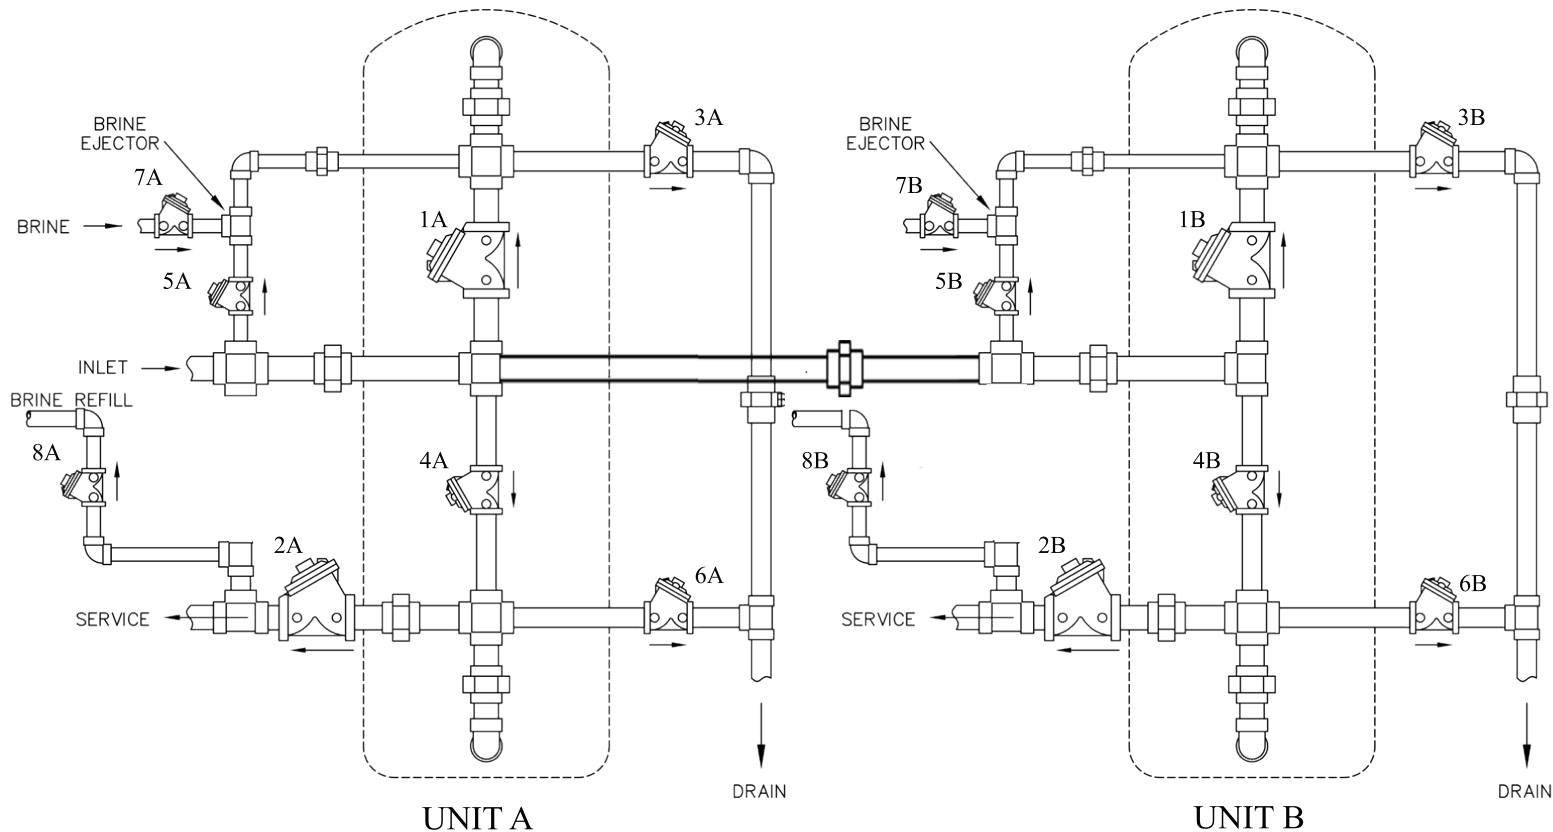 3A
3B
BRINE
EJECTOR
BRINE
EJECTOR
7A
7B
1A
1B
BRINE
5A
5B
INLET
BRINE REFILL
8A
4A
8B
4B
2A
2B
6A
6B
SERVICE
SERVICE
DRAIN
DRAIN
UNIT A
UNIT B